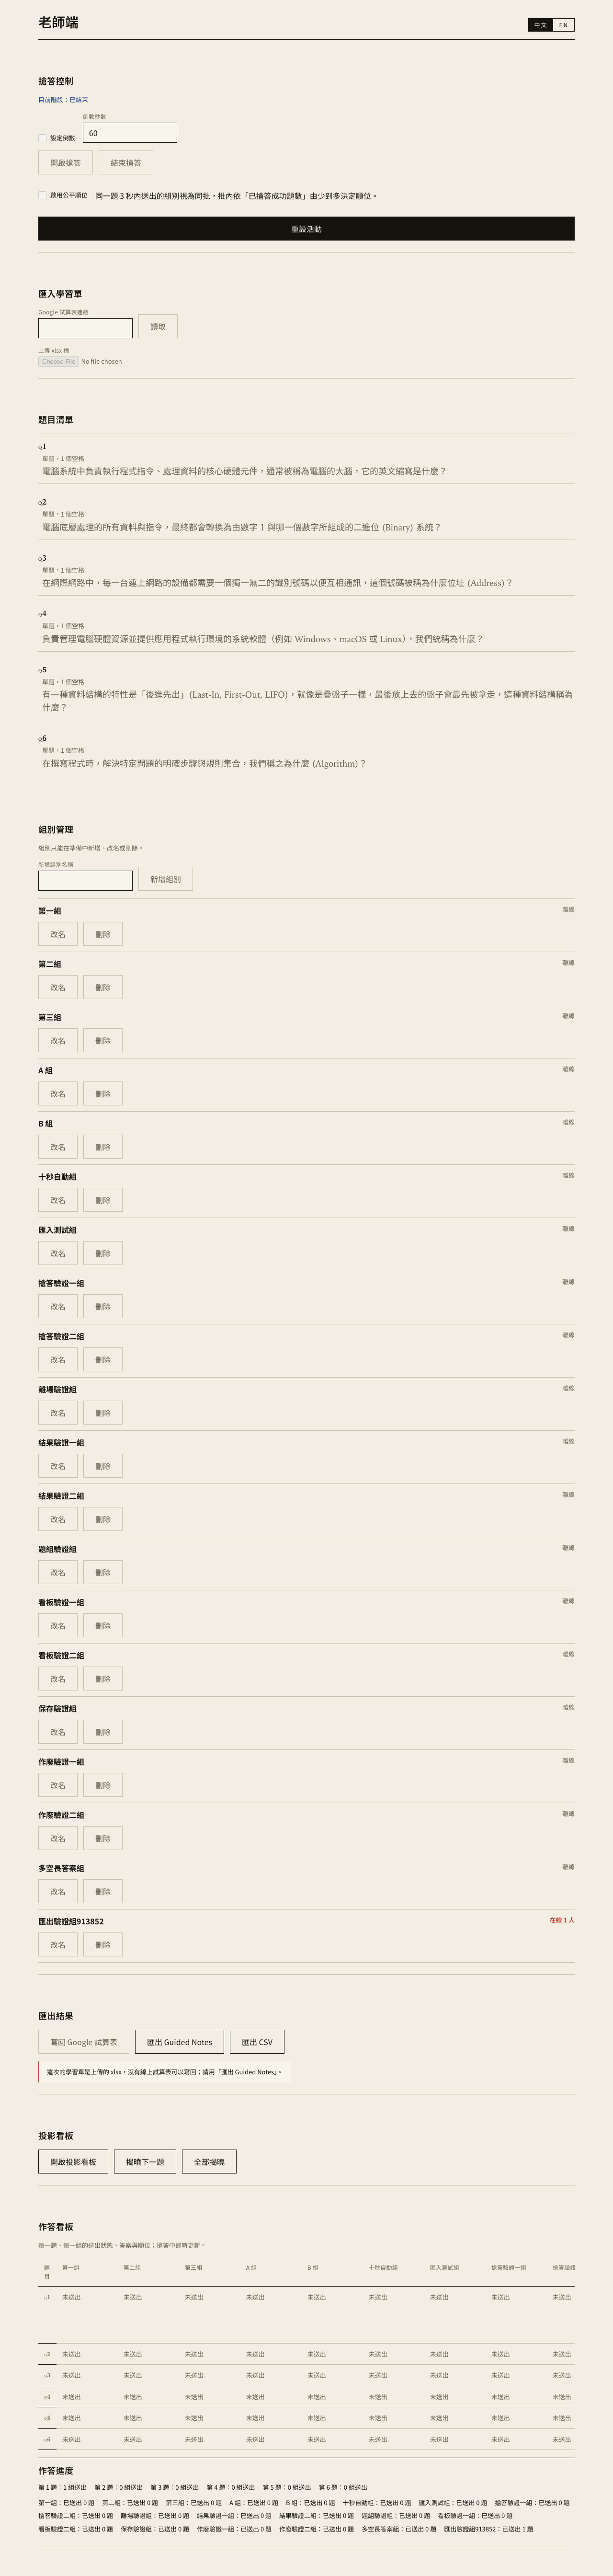 老師端
中文 EN
搶答控制
目前階段：已結束
倒數秒數
設定倒數 60
開啟搶答 結束搶答
啟用公平順位 同一題 3 秒內送出的組別視為同批，批內依「已搶答成功題數」由少到多決定順位。
重設活動
匯入學習單
Google 試算表連結
讀取
上傳 xlsx 檔
Choose File No file chosen
題目清單
Q1
單題，1 個空格
電腦系統中負責執行程式指令、處理資料的核心硬體元件，通常被稱為電腦的大腦，它的英文縮寫是什麼？
Q2
單題，1 個空格
電腦底層處理的所有資料與指令，最終都會轉換為由數字 1 與哪一個數字所組成的二進位 (Binary) 系統？
Q3
單題，1 個空格
在網際網路中，每一台連上網路的設備都需要一個獨一無二的識別號碼以便互相通訊，這個號碼被稱為什麼位址 (Address)？
Q4
單題，1 個空格
負責管理電腦硬體資源並提供應用程式執行環境的系統軟體（例如 Windows、macOS 或 Linux），我們統稱為什麼？
Q5
單題，1 個空格
有一種資料結構的特性是「後進先出」(Last-In, First-Out, LIFO)，就像是疊盤子一樣，最後放上去的盤子會最先被拿走，這種資料結構稱為
什麼？
Q6
單題，1 個空格
在撰寫程式時，解決特定問題的明確步驟與規則集合，我們稱之為什麼 (Algorithm)？
組別管理
組別只能在準備中新增、改名或刪除。
新增組別名稱
新增組別
第一組 離線
改名 刪除
第二組 離線
改名 刪除
第三組 離線
改名 刪除
A 組 離線
改名 刪除
B 組 離線
改名 刪除
十秒自動組 離線
改名 刪除
匯入測試組 離線
改名 刪除
搶答驗證一組 離線
改名 刪除
搶答驗證二組 離線
改名 刪除
離場驗證組 離線
改名 刪除
結果驗證一組 離線
改名 刪除
結果驗證二組 離線
改名 刪除
題組驗證組 離線
改名 刪除
看板驗證一組 離線
改名 刪除
看板驗證二組 離線
改名 刪除
保存驗證組 離線
改名 刪除
作廢驗證一組 離線
改名 刪除
作廢驗證二組 離線
改名 刪除
多空長答案組 離線
改名 刪除
匯出驗證組913852 在線 1 人
改名 刪除
匯出結果
寫回 Google 試算表 匯出 Guided Notes 匯出 CSV
這次的學習單是上傳的 xlsx，沒有線上試算表可以寫回；請用「匯出 Guided Notes」。
投影看板
開啟投影看板 揭曉下一題 全部揭曉
作答看板
每一題、每一組的送出狀態、答案與順位；搶答中即時更新。
題目 第一組 第二組 第三組 A 組 B 組 十秒自動組 匯入測試組 搶答驗證一組 搶答驗證
Q1 未送出 未送出 未送出 未送出 未送出 未送出 未送出 未送出 未送出
Q2 未送出 未送出 未送出 未送出 未送出 未送出 未送出 未送出 未送出
Q3 未送出 未送出 未送出 未送出 未送出 未送出 未送出 未送出 未送出
Q4 未送出 未送出 未送出 未送出 未送出 未送出 未送出 未送出 未送出
Q5 未送出 未送出 未送出 未送出 未送出 未送出 未送出 未送出 未送出
Q6 未送出 未送出 未送出 未送出 未送出 未送出 未送出 未送出 未送出
作答進度
第 1 題：1 組送出 第 2 題：0 組送出 第 3 題：0 組送出 第 4 題：0 組送出 第 5 題：0 組送出 第 6 題：0 組送出
第一組：已送出 0 題 第二組：已送出 0 題 第三組：已送出 0 題 A 組：已送出 0 題 B 組：已送出 0 題 十秒自動組：已送出 0 題 匯入測試組：已送出 0 題 搶答驗證一組：已送出 0 題
搶答驗證二組：已送出 0 題 離場驗證組：已送出 0 題 結果驗證一組：已送出 0 題 結果驗證二組：已送出 0 題 題組驗證組：已送出 0 題 看板驗證一組：已送出 0 題
看板驗證二組：已送出 0 題 保存驗證組：已送出 0 題 作廢驗證一組：已送出 0 題 作廢驗證二組：已送出 0 題 多空長答案組：已送出 0 題 匯出驗證組913852：已送出 1 題